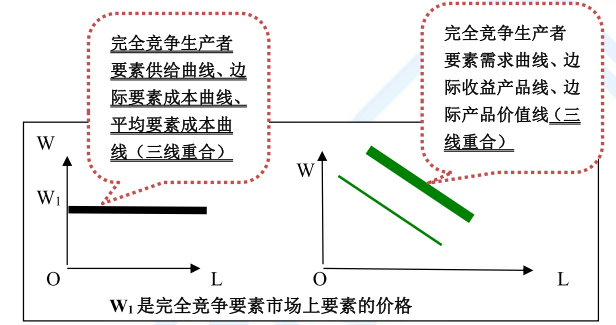 完全竞争生产者
要素供给曲线、边
际要素成本曲线、
平均要素成本曲
线（三线重合）
完全竞争生产者
要素需求曲线、边
际收益产品线、边
际产品价值线（三
线重合）
W
W1
O
L
W
O
L
W1 是完全竞争要素市场上要素的价格